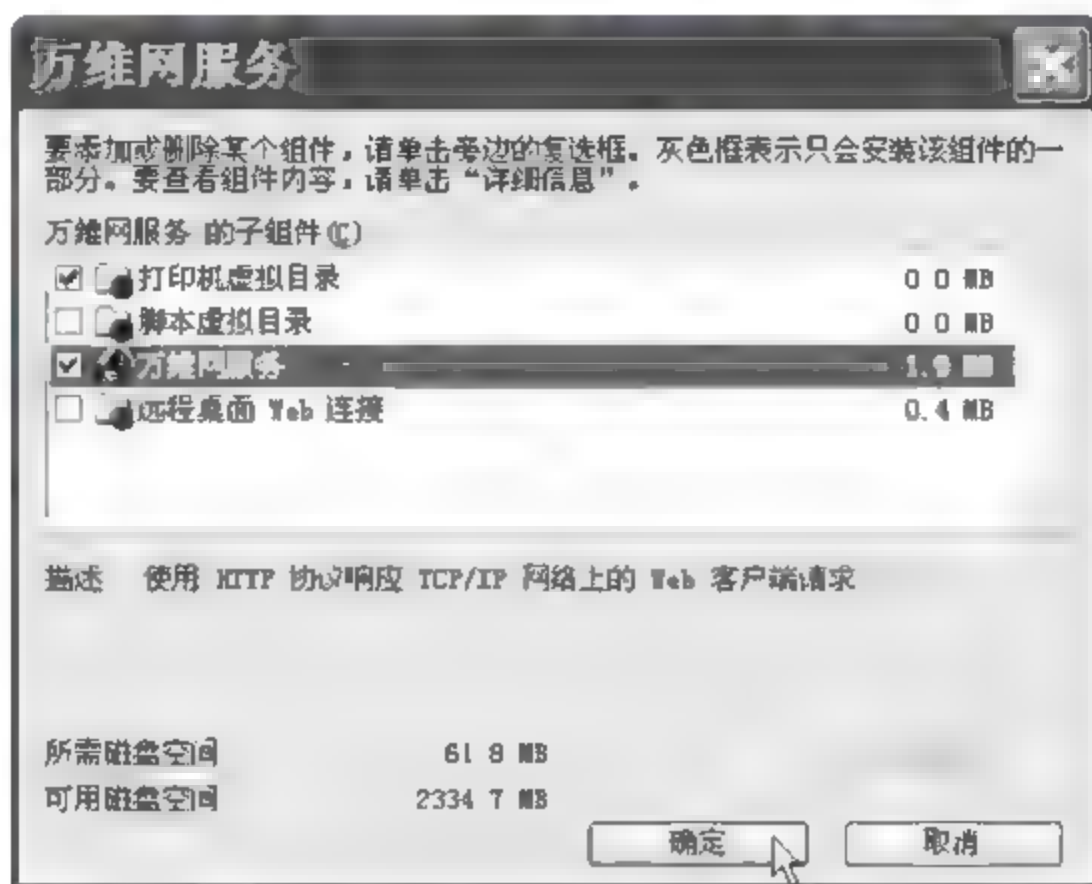 万维网服务
要添加或删除某个组件，请单击旁边的复选框。灰色框表示只会安装该组件的一
部分。要查看组件内容，请单击“详细信息”。
万维网服务 的子组件(C)
打印机虚拟目录 0 0 MB
脚本虚拟目录 0 0 MB
万维网服务 1.9 MB
远程桌面 Web 连接 0.4 MB
描述 使用 HTTP 协议响应 TCP/IP 网络上的 Web 客户端请求
所需磁盘空间 61 8 MB
可用磁盘空间 2334 7 MB
确定 取消